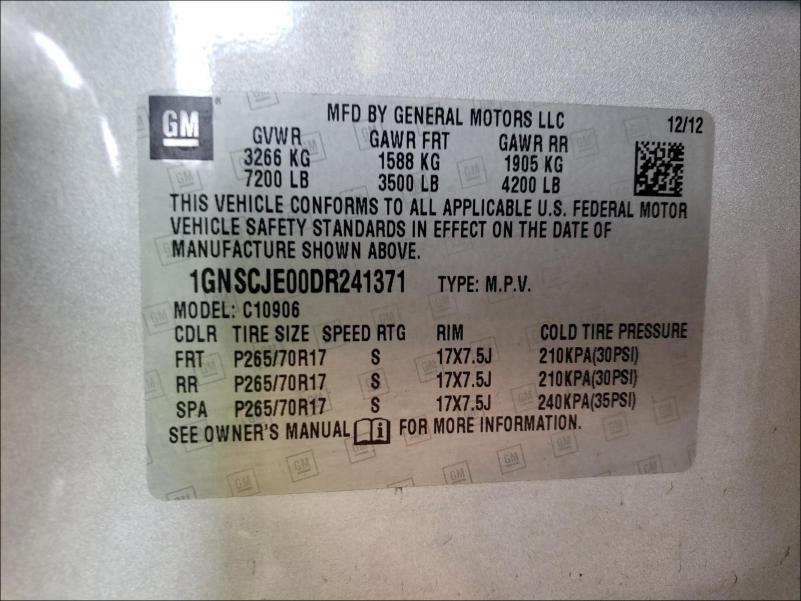 GM
MFD BY GENERAL MOTORS LLC
12/12
GVWR GAWR FRT GAWR RR
3266 KG 1588 KG 1905 KG
7200 LB 3500 LB 4200 LB
THIS VEHICLE CONFORMS TO ALL APPLICABLE U.S. FEDERAL MOTOR
VEHICLE SAFETY STANDARDS IN EFFECT ON THE DATE OF
MANUFACTURE SHOWN ABOVE.
1GNSCJE00DR241371 TYPE: M.P.V.
MODEL: C10906
CDLR TIRE SIZE SPEED RTG RIM COLD TIRE PRESSURE
FRT P265/70R17 S 17X7.5J 210KPA(30PSI)
RR P265/70R17 S 17X7.5J 210KPA(30PSI)
SPA P265/70R17 S 17X7.5J 240KPA(35PSI)
SEE OWNER'S MANUAL i FOR MORE INFORMATION.